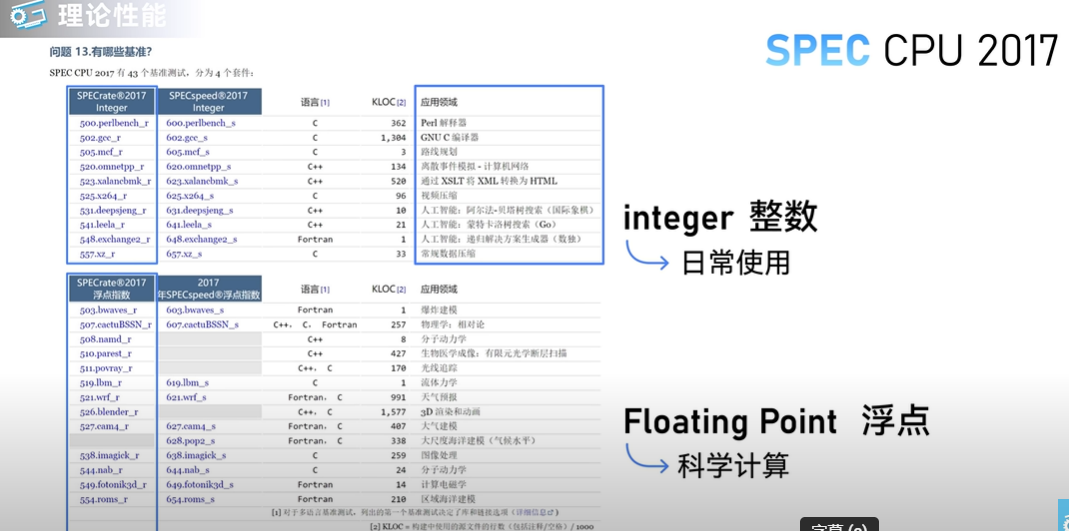 理论性能
SPEC CPU 2017
问题 13.有哪些基准?
SPEC CPU 2017 有 43 个基准测试，分为 4 个套件：
SPECrate®2017 Integer SPECspeed®2017 Integer 语言[1] KLOC[2] 应用领域
500.perlbench_r 600.perlbench_s C 362 Perl 解释器
502.gcc_r 602.gcc_s C 1,304 GNU C 编译器
505.mcf_r 605.mcf_s C 3 路线规划
520.omnetpp_r 620.omnetpp_s C++ 134 离散事件模拟 - 计算机网络
523.xalancbmk_r 623.xalancbmk_s C++ 520 通过 XSLT 将 XML 转换为 HTML
525.x264_r 625.x264_s C 96 视频压缩
531.deepsjeng_r 631.deepsjeng_s C++ 10 人工智能：阿尔法-贝塔树搜索（国际象棋）
541.leela_r 641.leela_s C++ 21 人工智能：蒙特卡洛树搜索（Go）
548.exchange2_r 648.exchange2_s Fortran 1 人工智能：递归解决方案生成器（数独）
557.xz_r 657.xz_s C 33 常规数据压缩
integer 整数
日常使用
SPECrate®2017 浮点指数 2017 年SPECspeed®浮点指数 语言[1] KLOC[2] 应用领域
503.bwaves_r 603.bwaves_s Fortran 1 爆炸建模
507.cactuBSSN_r 607.cactuBSSN_s C++， C， Fortran 257 物理学：相对论
508.namd_r C++ 8 分子动力学
510.parest_r C++ 427 生物医学成像：有限元光学断层扫描
511.povray_r C++， C 170 光线追踪
519.lbm_r 619.lbm_s C 1 流体力学
521.wrf_r 621.wrf_s Fortran， C 991 天气预报
526.blender_r C++， C 1,577 3D 渲染和动画
527.cam4_r 627.cam4_s Fortran， C 407 大气建模
628.pop2_s Fortran， C 338 大尺度海洋建模（气候水平）
538.imagick_r 638.imagick_s C 259 图像处理
544.nab_r 644.nab_s C 24 分子动力学
549.fotonik3d_r 649.fotonik3d_s Fortran 14 计算电磁学
554.roms_r 654.roms_s Fortran 210 区域海洋建模
Floating Point 浮点
科学计算
[1] 对于多语言基准测试，列出的第一个基准测试决定了库和链接选项（详细信息）
[2] KLOC = 构建中使用的源文件的行数（包括注释/空格）/ 1000